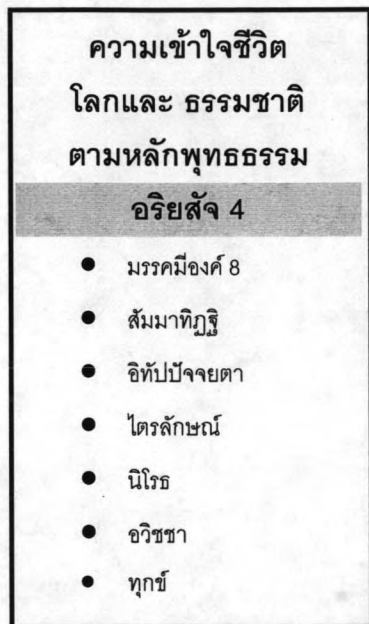 ความเข้าใจชีวิต
โลกและ ธรรมชาติ
ตามหลักพุทธธรรม
อริยสัจ 4
● มรรคมีองค์ 8
● สัมมาทิฏฐิ
● อิทัปปัจจยตา
● ไตรลักษณ์
● นิโรธ
● อวิชชา
● ทุกข์